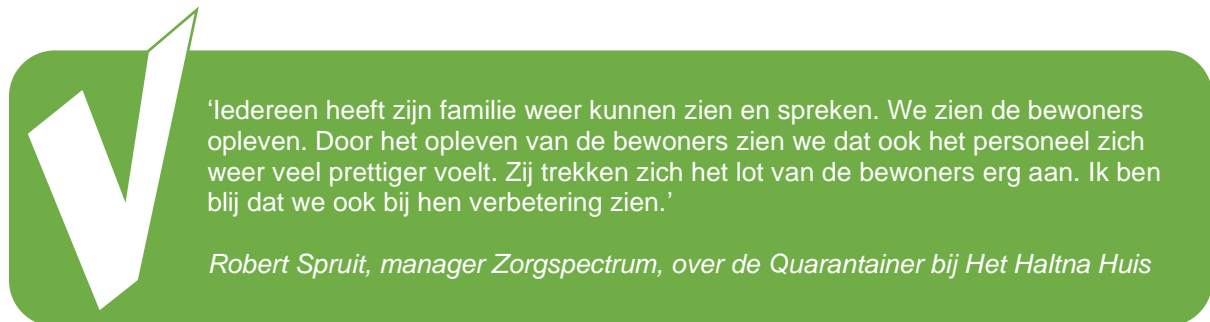 ‘Iedereen heeft zijn familie weer kunnen zien en spreken. We zien de bewoners
opleven. Door het opleven van de bewoners zien we dat ook het personeel zich
weer veel prettiger voelt. Zij trekken zich het lot van de bewoners erg aan. Ik ben
blij dat we ook bij hen verbetering zien.’
Robert Spruit, manager Zorgspectrum, over de Quarantainer bij Het Haltna Huis